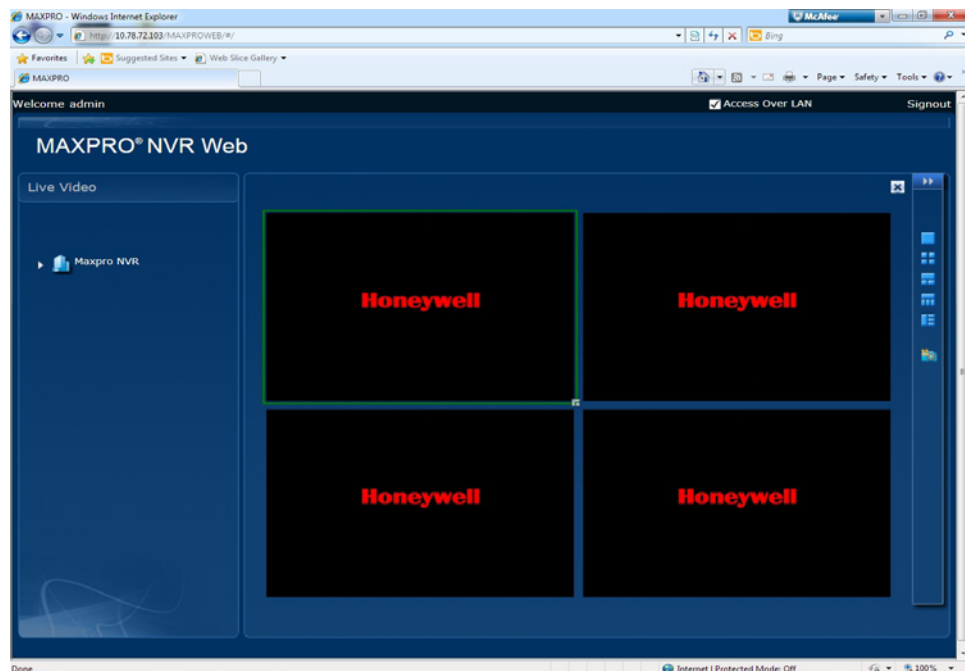 MAXPRO - Windows Internet Explorer
McAfee
http://10.78.72.103/MAXPROWEB/#/
Bing
Favorites Suggested Sites Web Slice Gallery
MAXPRO
Page Safety Tools
Welcome admin
Access Over LAN
Signout
MAXPRO® NVR Web
Live Video
Maxpro NVR
Honeywell
Honeywell
Honeywell
Honeywell
Done
Internet | Protected Mode: Off
100%